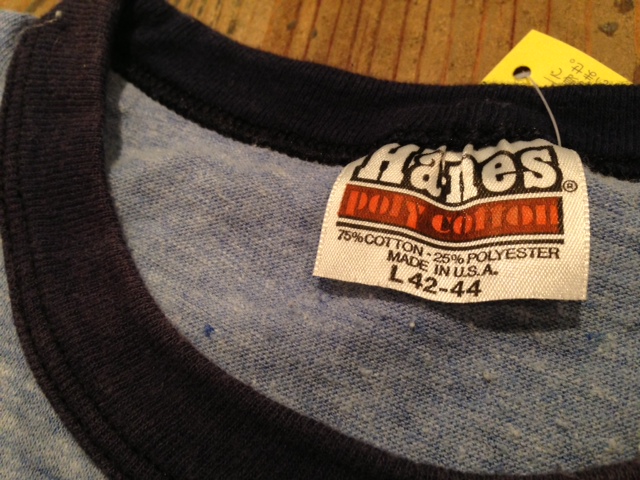 Hanes®
poly cotton
75% COTTON - 25% POLYESTER
MADE IN U.S.A.
L 42-44